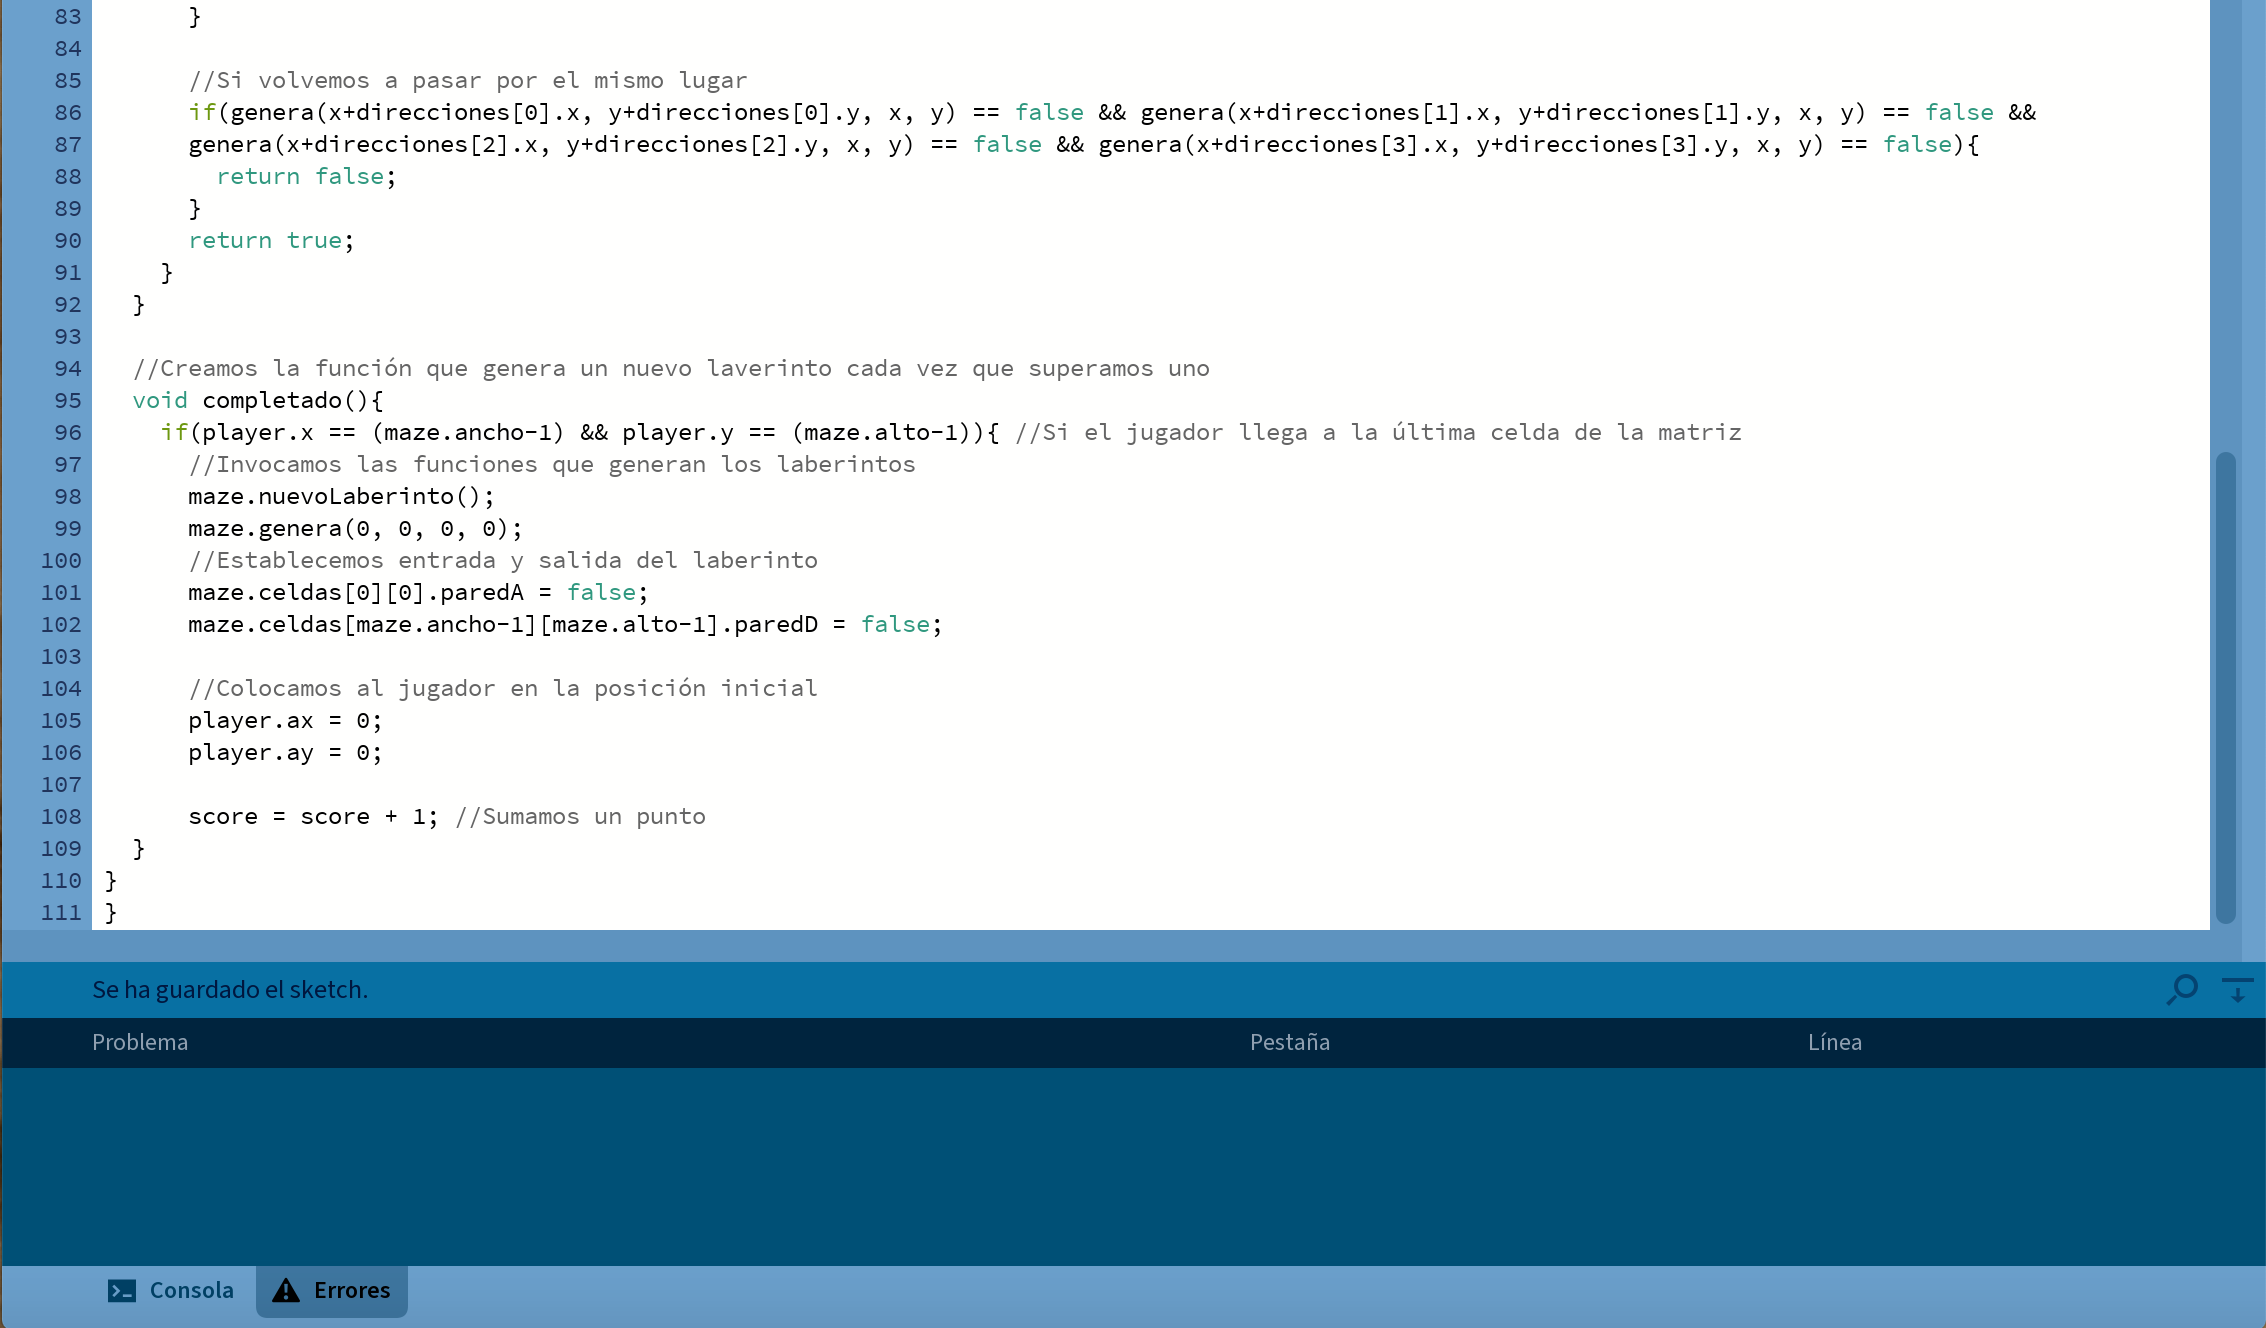 83 }
84
85 //Si volvemos a pasar por el mismo lugar
86 if(genera(x+direcciones[0].x, y+direcciones[0].y, x, y) == false && genera(x+direcciones[1].x, y+direcciones[1].y, x, y) == false &&
87 genera(x+direcciones[2].x, y+direcciones[2].y, x, y) == false && genera(x+direcciones[3].x, y+direcciones[3].y, x, y) == false){
88 return false;
89 }
90 return true;
91 }
92 }
93
94 //Creamos la función que genera un nuevo laverinto cada vez que superamos uno
95 void completado(){
96 if(player.x == (maze.ancho-1) && player.y == (maze.alto-1)){ //Si el jugador llega a la última celda de la matriz
97 //Invocamos las funciones que generan los laberintos
98 maze.nuevoLaberinto();
99 maze.genera(0, 0, 0, 0);
100 //Establecemos entrada y salida del laberinto
101 maze.celdas[0][0].paredA = false;
102 maze.celdas[maze.ancho-1][maze.alto-1].paredD = false;
103
104 //Colocamos al jugador en la posición inicial
105 player.ax = 0;
106 player.ay = 0;
107
108 score = score + 1; //Sumamos un punto
109 }
110 }
111 }
Se ha guardado el sketch.
Problema Pestaña Línea
Consola Errores